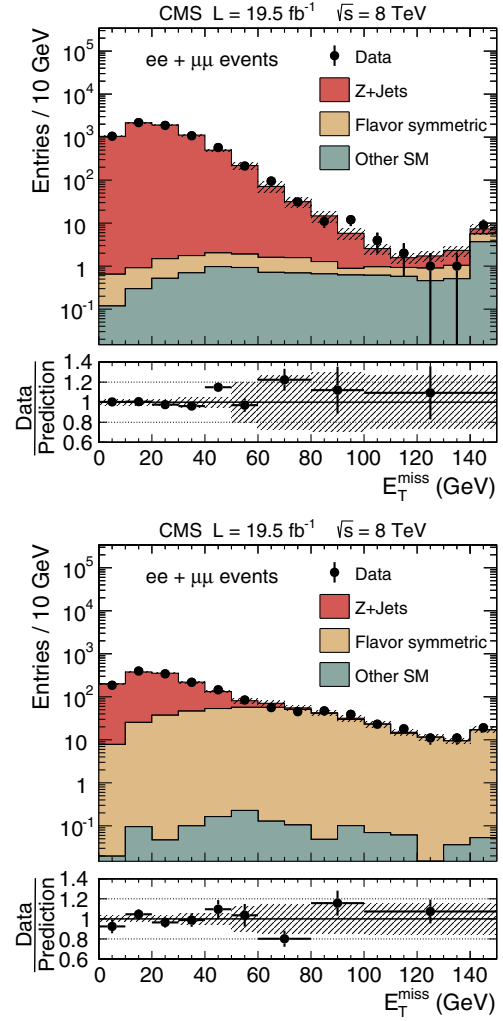 CMS L = 19.5 fb⁻¹ √s = 8 TeV
ee + μμ events
Data
Z+Jets
Flavor symmetric
Other SM
Entries / 10 GeV
10⁵
10⁴
10³
10²
10
1
10⁻¹
Data
Prediction
1.4
1.2
1
0.8
0.6
0 20 40 60 80 100 120 140
E_T^miss (GeV)
CMS L = 19.5 fb⁻¹ √s = 8 TeV
ee + μμ events
Data
Z+Jets
Flavor symmetric
Other SM
Entries / 10 GeV
10⁵
10⁴
10³
10²
10
1
10⁻¹
Data
Prediction
1.4
1.2
1
0.8
0.6
0 20 40 60 80 100 120 140
E_T^miss (GeV)